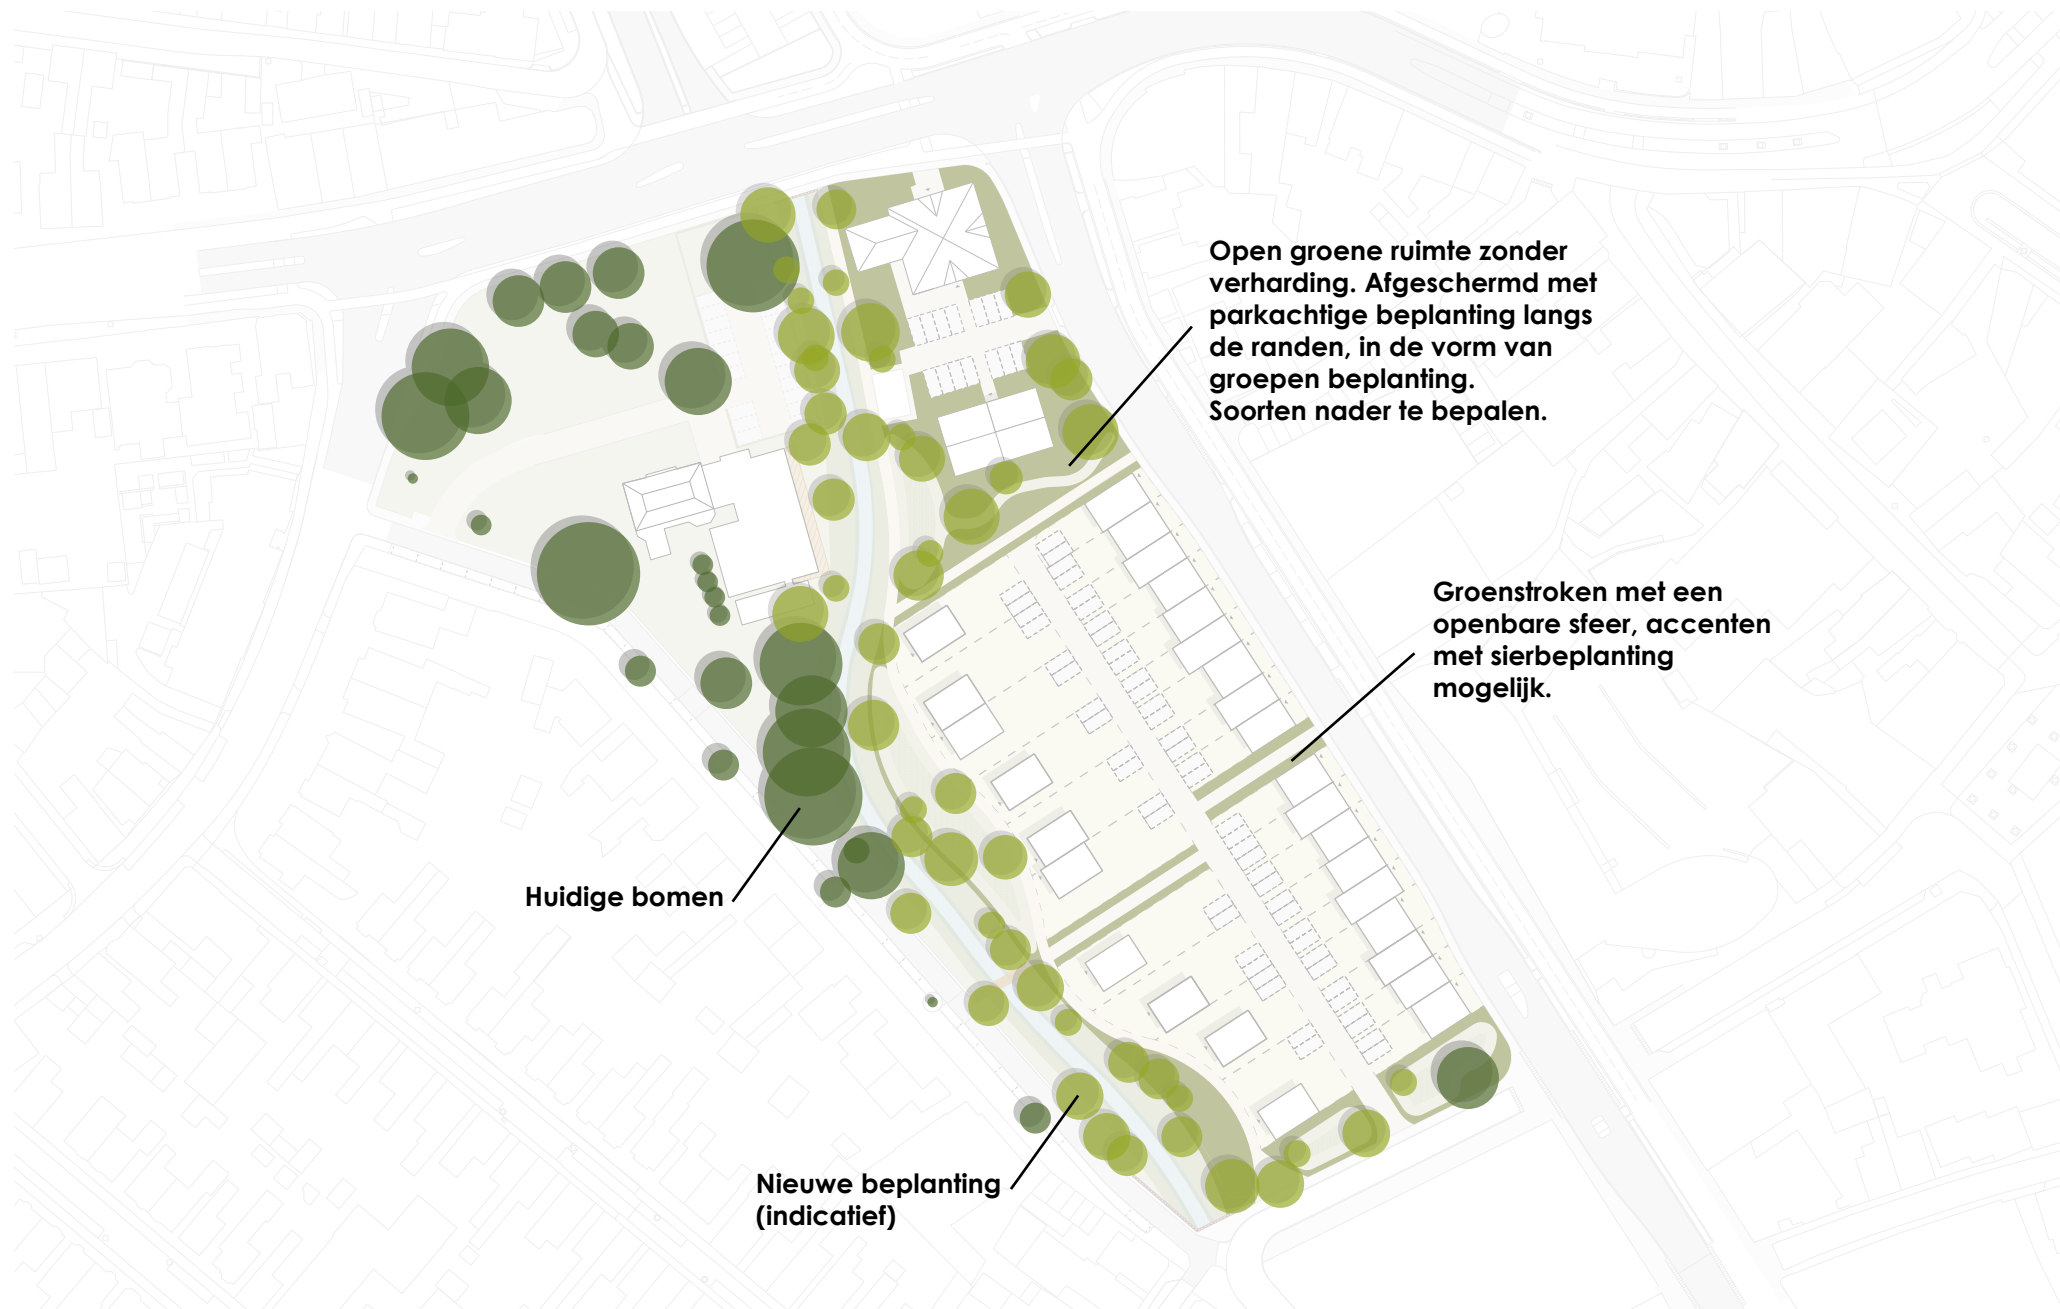 Open groene ruimte zonder
verharding. Afgeschermd met
parkachtige beplanting langs
de randen, in de vorm van
groepen beplanting.
Soorten nader te bepalen.
Groenstroken met een
openbare sfeer, accenten
met sierbeplanting
mogelijk.
Huidige bomen
Nieuwe beplanting
(indicatief)